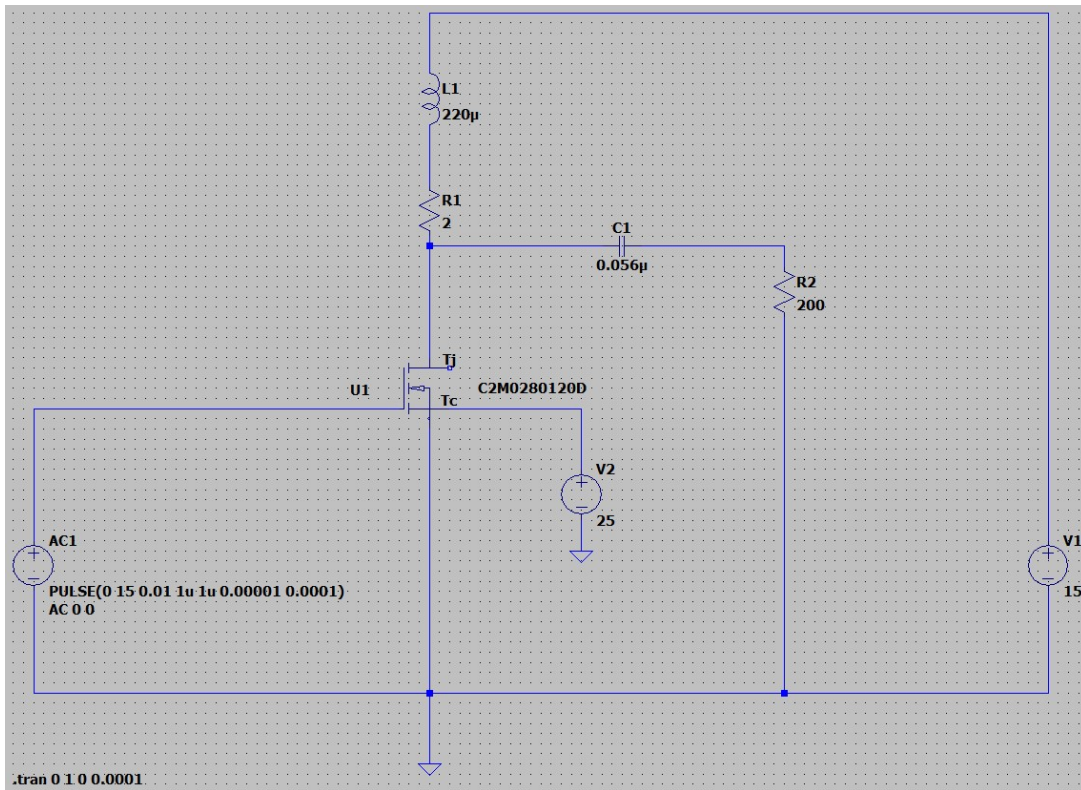 L1
220µ
R1
2
C1
0.056µ
R2
200
Tj
U1
C2M0280120D
Tc
V2
25
AC1
V1
PULSE(0 15 0.01 1u 1u 0.00001 0.0001)
15
AC 0 0
.tran 0 1 0 0.0001